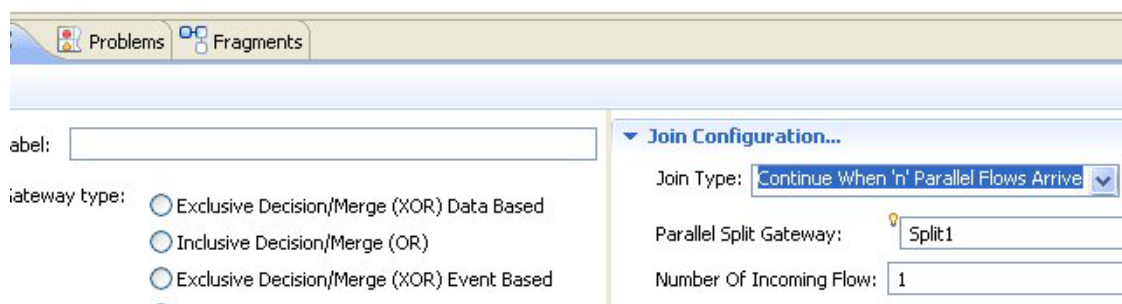 Problems Fragments
abel:
ateway type:
Exclusive Decision/Merge (XOR) Data Based
Inclusive Decision/Merge (OR)
Exclusive Decision/Merge (XOR) Event Based
Join Configuration...
Join Type: Continue When 'n' Parallel Flows Arrive
Parallel Split Gateway: Split1
Number Of Incoming Flow: 1